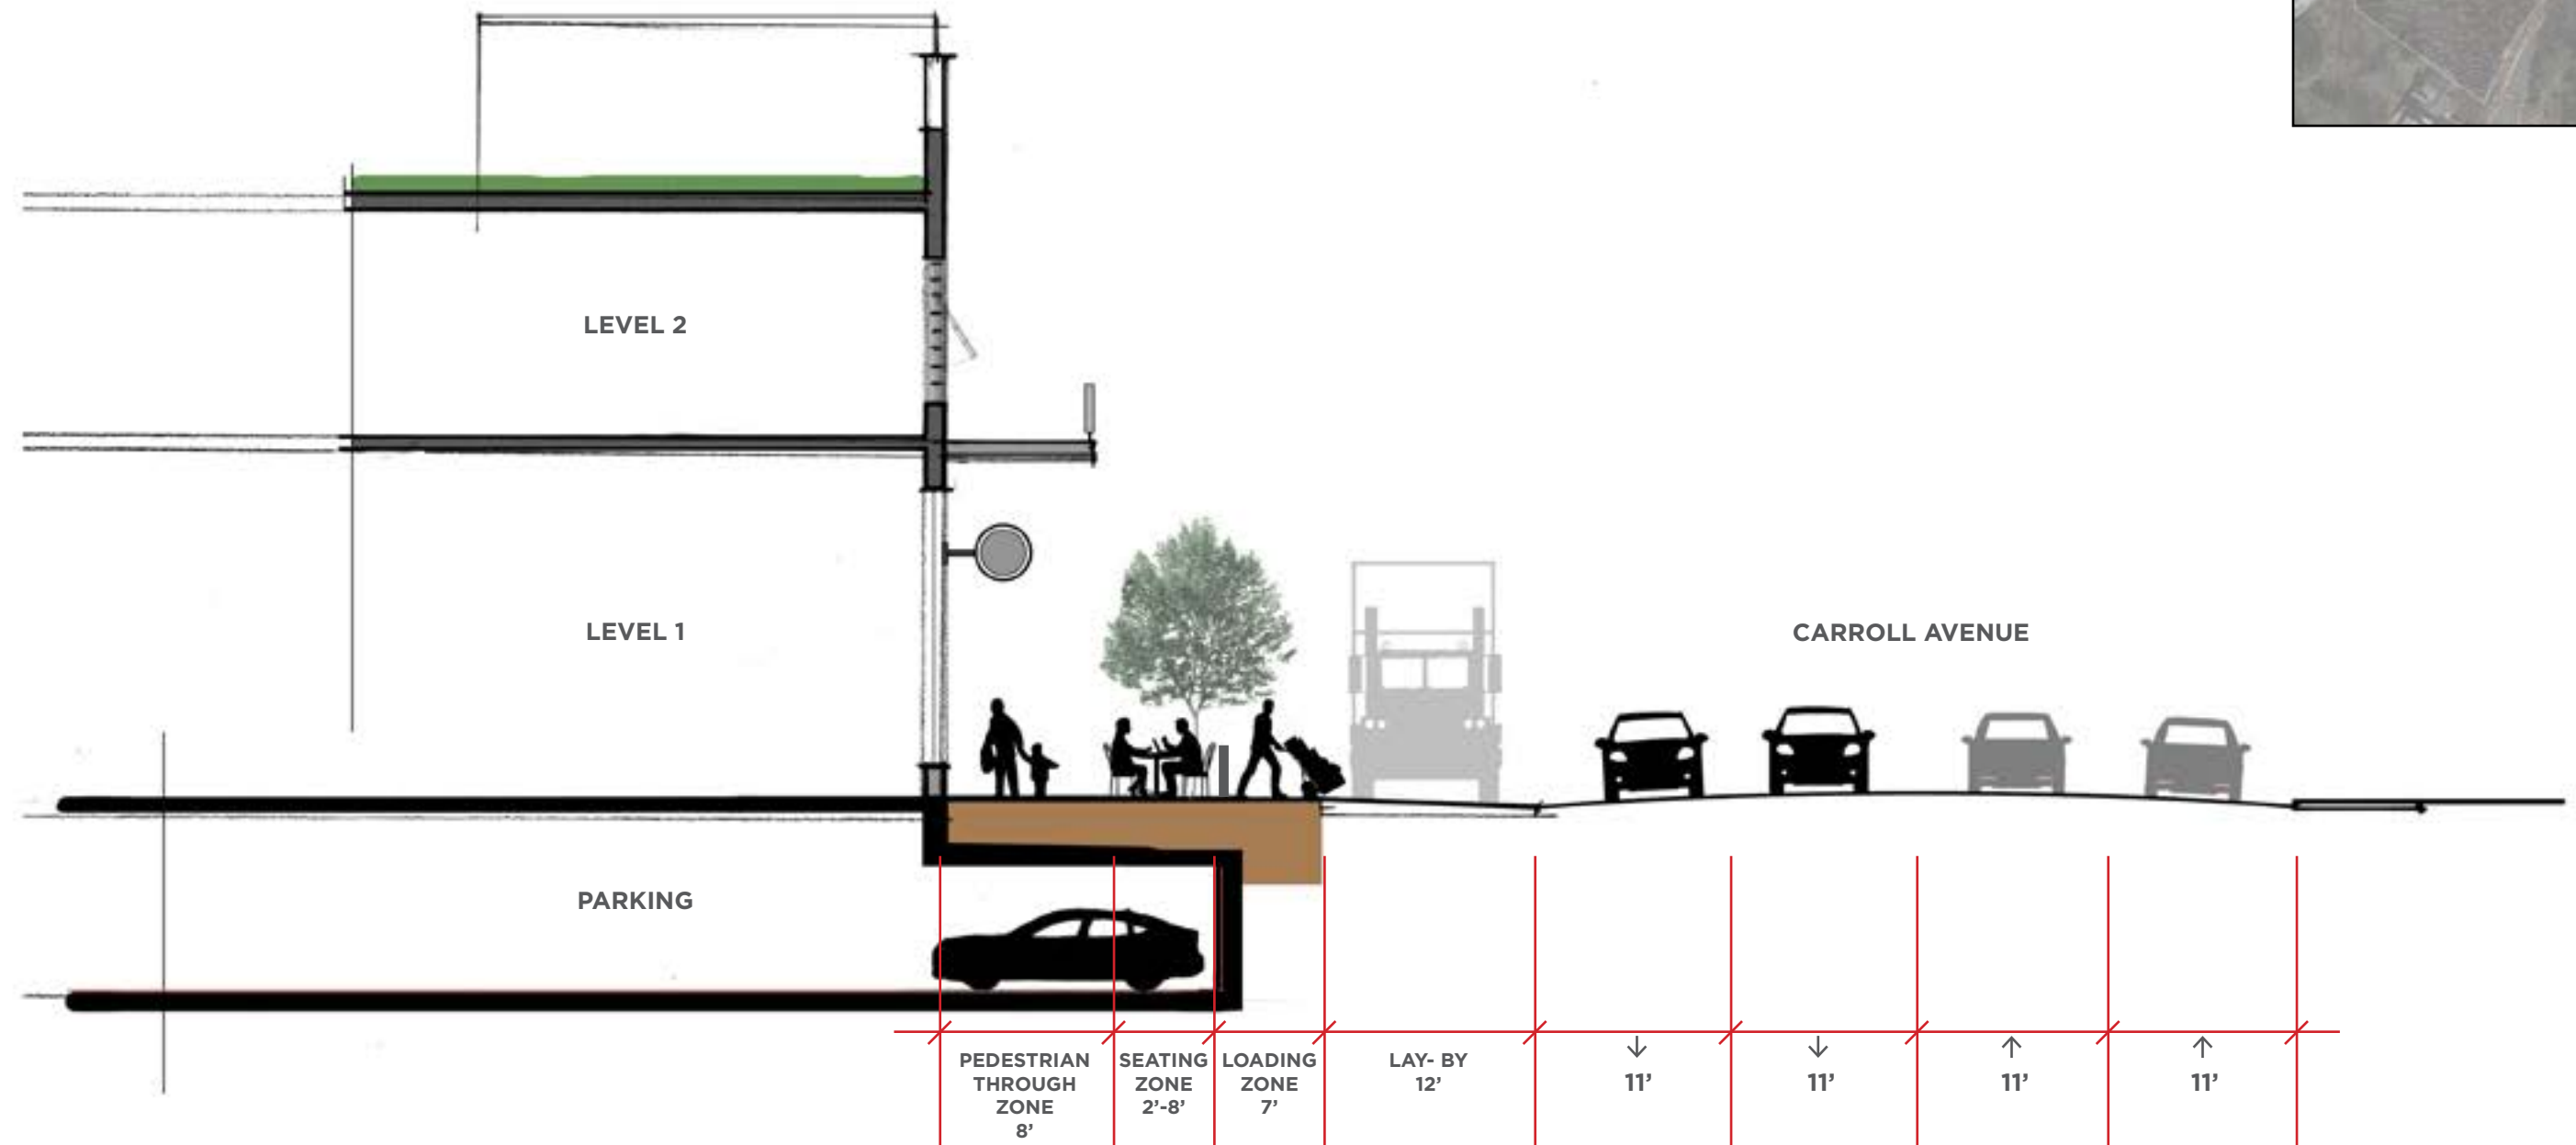 LEVEL 2
LEVEL 1
CARROLL AVENUE
PARKING
PEDESTRIAN
THROUGH
ZONE
8’
SEATING
ZONE
2’-8’
LOADING
ZONE
7’
LAY- BY
12’
↓
11’
↓
11’
↑
11’
↑
11’